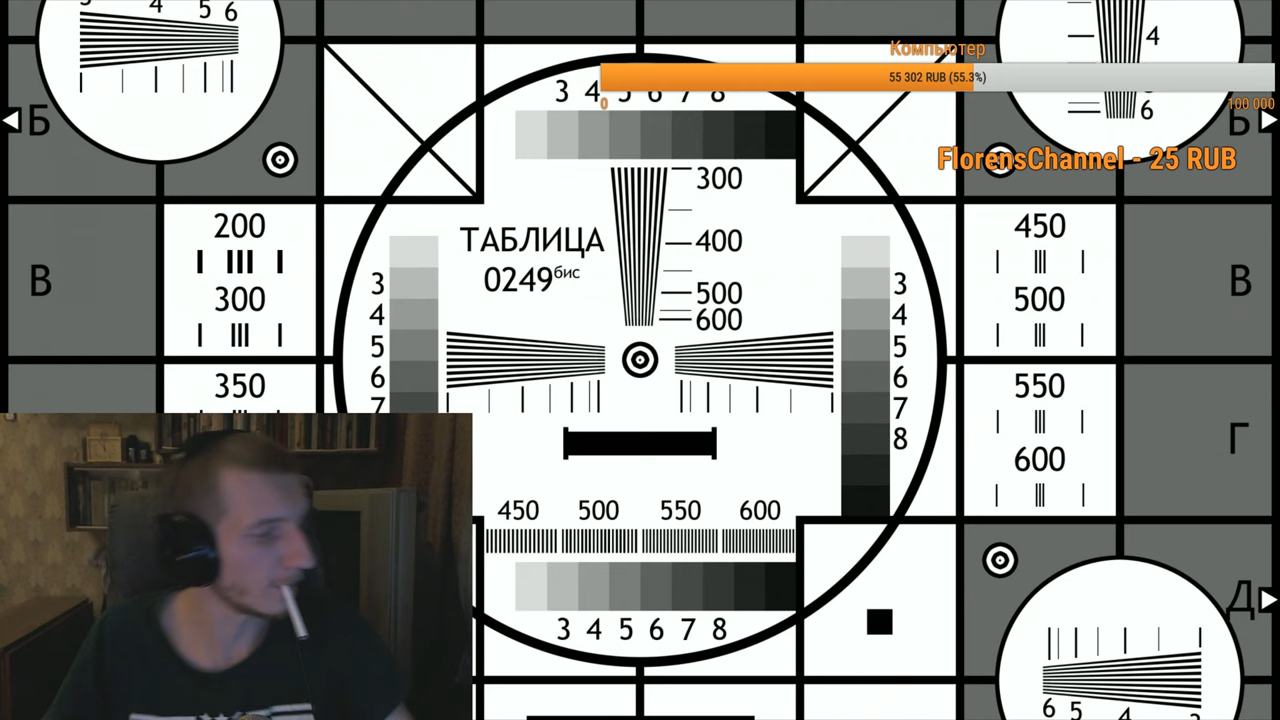 3 4 5 6
4
6
Компьютер
55 302 RUB (55.3%)
0
100 000
3 4 5 6 7 8
Б
Б
FlorensChannel - 25 RUB
300
400
500
600
ТАБЛИЦА
0249бис
200
300
350
450
500
550
600
В
В
Г
Д
3
4
5
6
7
3
4
5
6
7
8
450 500 550 600
3 4 5 6 7 8
6 5 4 3